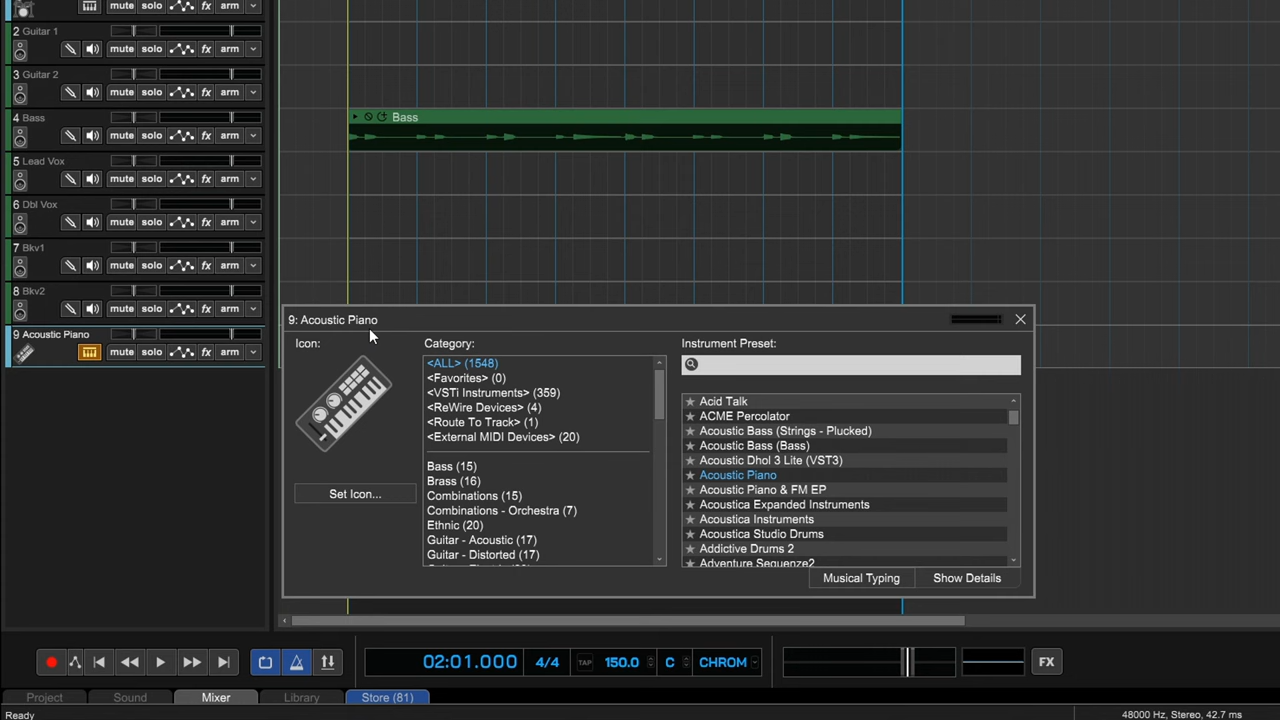 2 Guitar 1
mute solo fx arm
3 Guitar 2
mute solo fx arm
4 Bass
mute solo fx arm
Bass
5 Lead Vox
mute solo fx arm
6 Dbl Vox
mute solo fx arm
7 Bkv1
mute solo fx arm
8 Bkv2
mute solo fx arm
9 Acoustic Piano
mute solo fx arm
9: Acoustic Piano
Icon:
Set Icon...
Category:
<ALL> (1548)
<Favorites> (0)
<VSTi Instruments> (359)
<ReWire Devices> (4)
<Route To Track> (1)
<External MIDI Devices> (20)
Bass (15)
Brass (16)
Combinations (15)
Combinations - Orchestra (7)
Ethnic (20)
Guitar - Acoustic (17)
Guitar - Distorted (17)
Instrument Preset:
Acid Talk
ACME Percolator
Acoustic Bass (Strings - Plucked)
Acoustic Bass (Bass)
Acoustic Dhol 3 Lite (VST3)
Acoustic Piano
Acoustic Piano & FM EP
Acoustica Expanded Instruments
Acoustica Instruments
Acoustica Studio Drums
Addictive Drums 2
Adventure Sequenze2
Musical Typing Show Details
02:01.000 4/4 TAP 150.0 C CHROM FX
Project Sound Mixer Library Store (81)
Ready 48000 Hz, Stereo, 42.7 ms